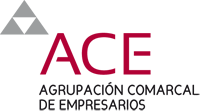 ACE
AGRUPACIÓN COMARCAL
DE EMPRESARIOS